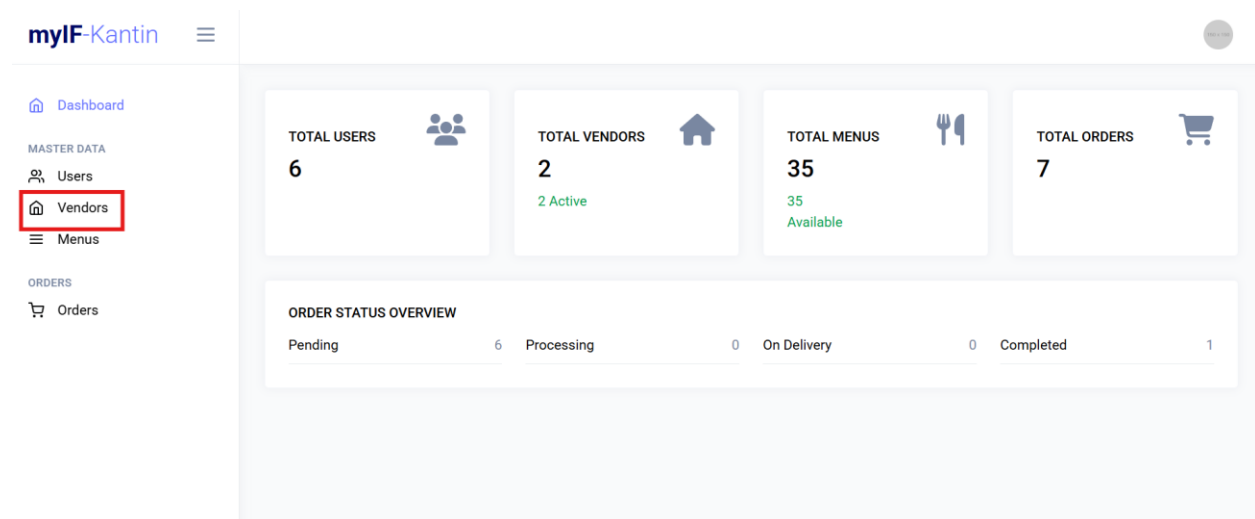 myIF-Kantin
Dashboard
MASTER DATA
Users
Vendors
Menus
ORDERS
Orders
TOTAL USERS
6
TOTAL VENDORS
2
2 Active
TOTAL MENUS
35
35
Available
TOTAL ORDERS
7
ORDER STATUS OVERVIEW
Pending 6
Processing 0
On Delivery 0
Completed 1